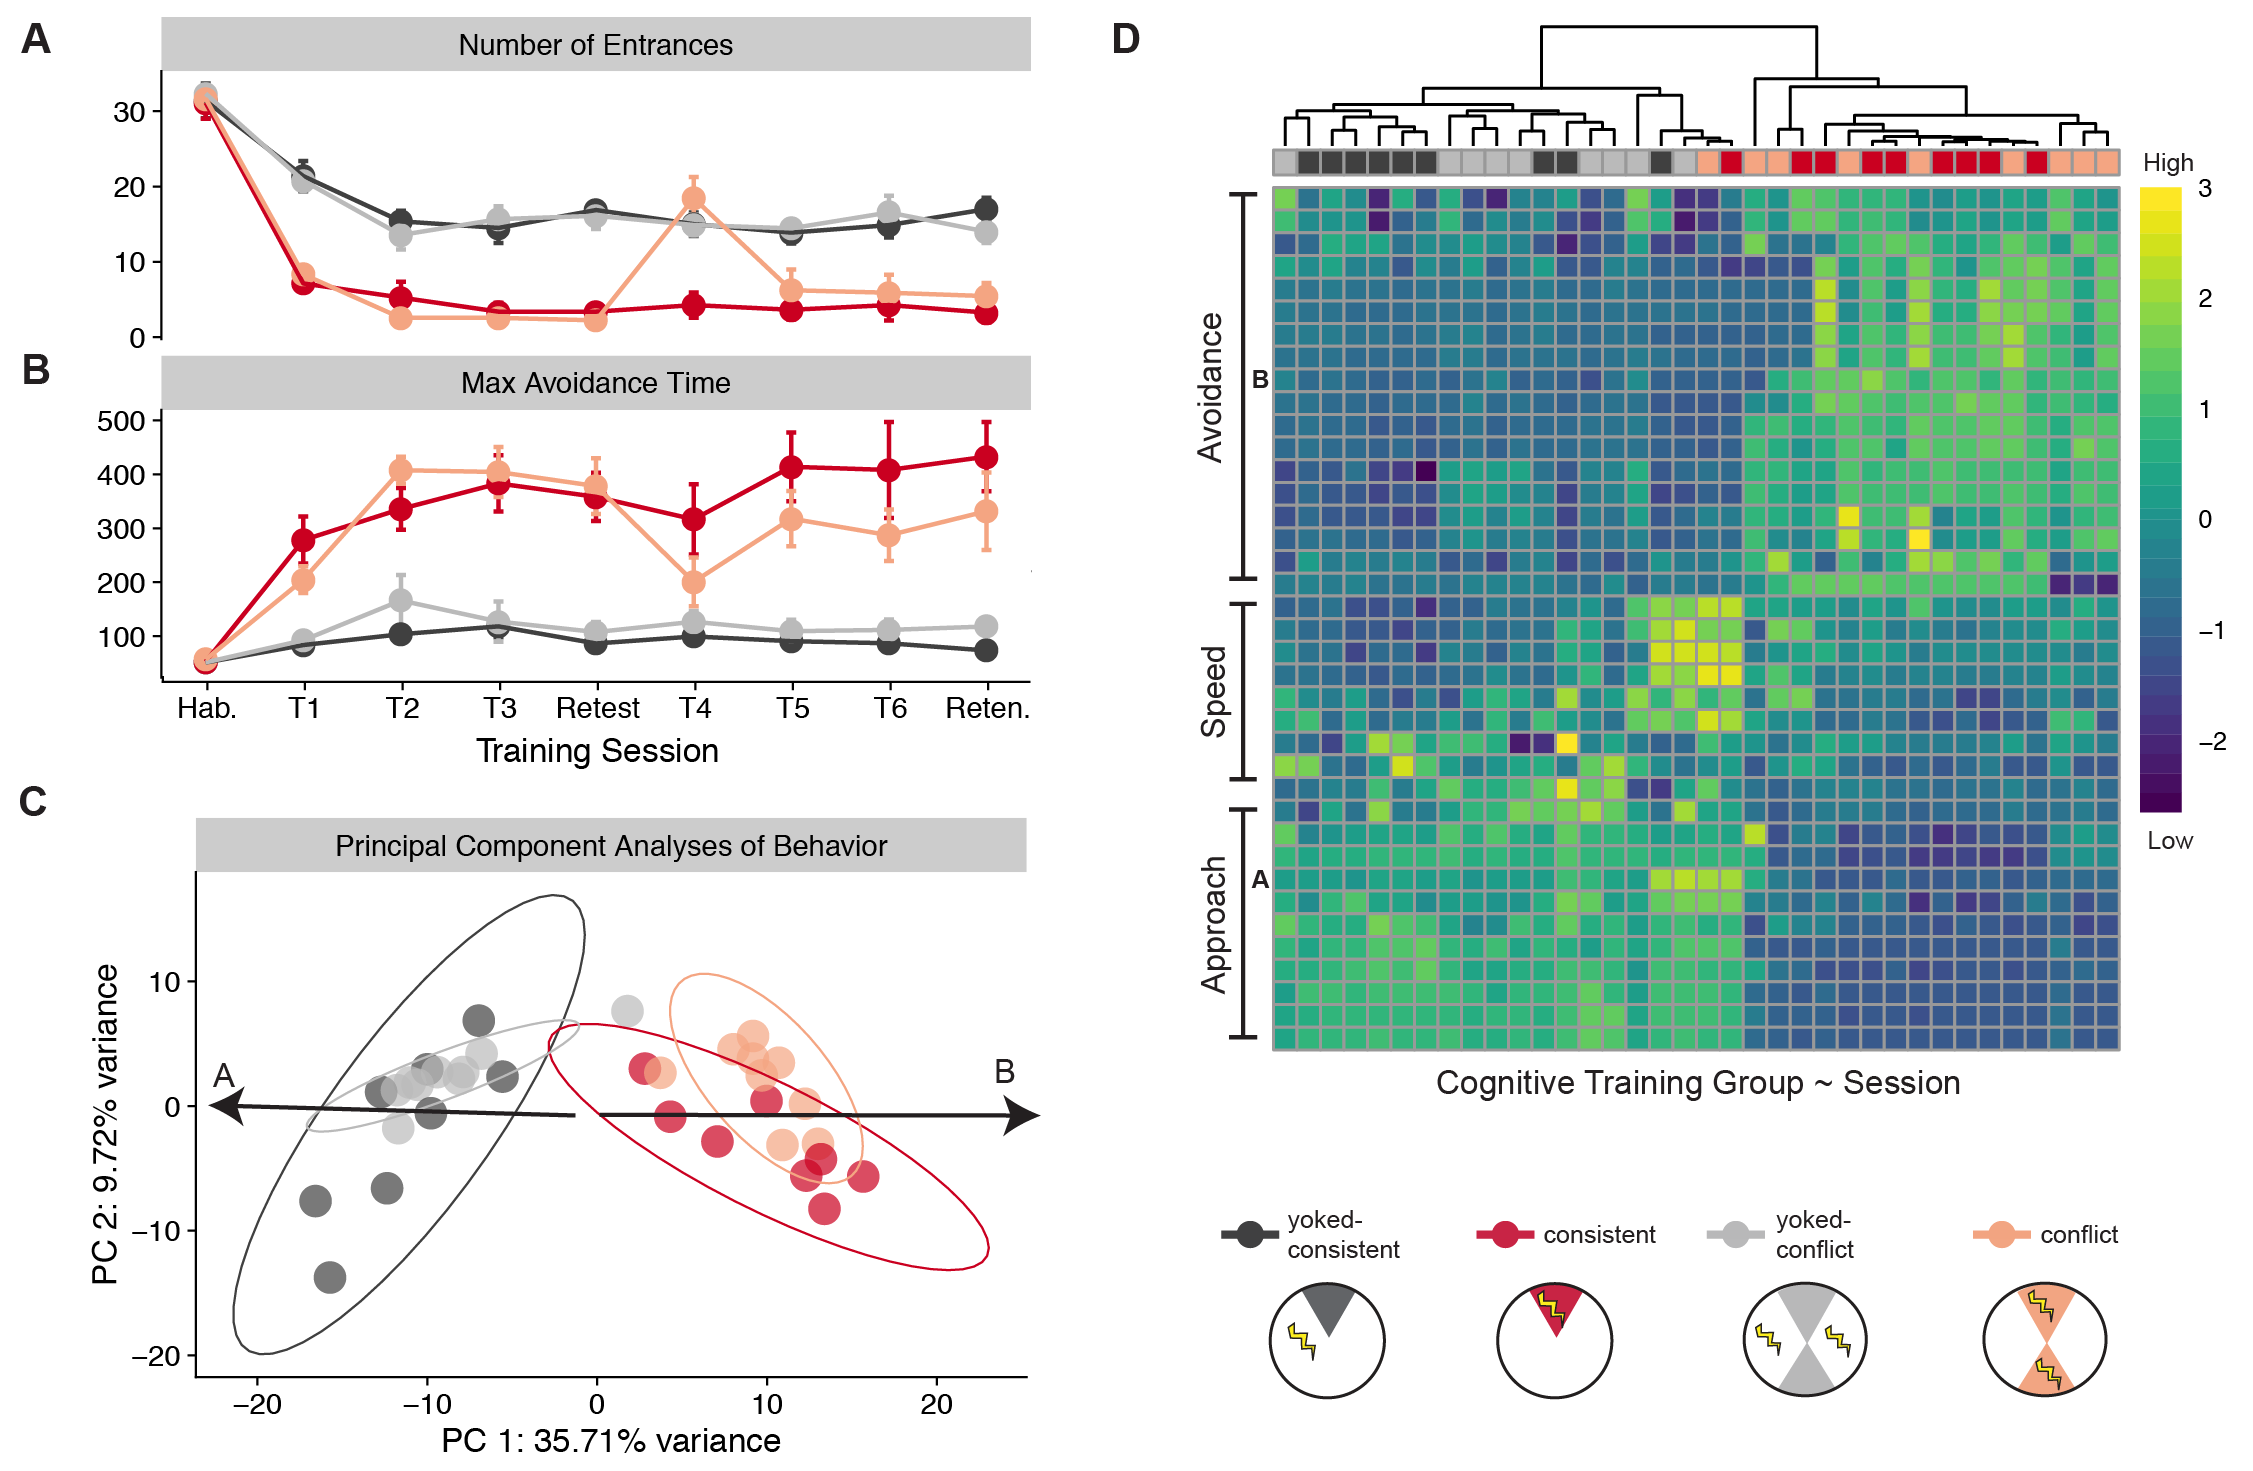 A
Number of Entrances
30
20
10
0
B
Max Avoidance Time
500
400
300
200
100
Hab.
T1
T2
T3
Retest
T4
T5
T6
Reten.
Training Session
C
Principal Component Analyses of Behavior
PC 2: 9.72% variance
10
0
−10
−20
A
B
−20
−10
0
10
20
PC 1: 35.71% variance
D
High
3
2
1
0
−1
−2
Low
Avoidance
B
Speed
Approach
A
Cognitive Training Group ~ Session
yoked-
consistent
consistent
yoked-
conflict
conflict